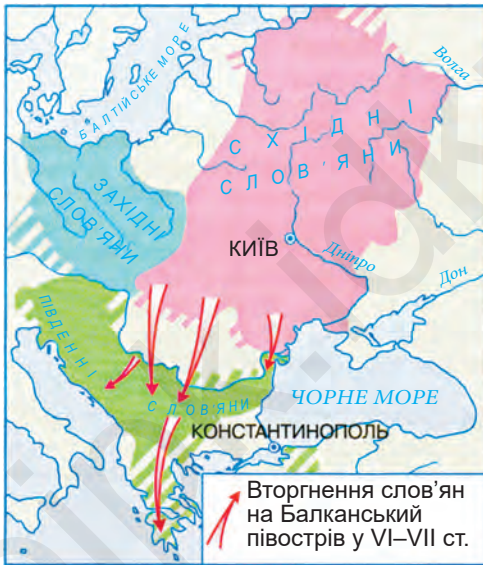 БАЛТІЙСЬКЕ МОРЕ
Волга
СХІДНІ
СЛОВ'ЯНИ
ЗАХІДНІ
СЛОВ'ЯНИ
КИЇВ
Дніпро
Дон
ПІВДЕННІ
СЛОВ'ЯНИ
ЧОРНЕ МОРЕ
КОНСТАНТИНОПОЛЬ
Вторгнення слов'ян
на Балканський
півострів у VI–VII ст.